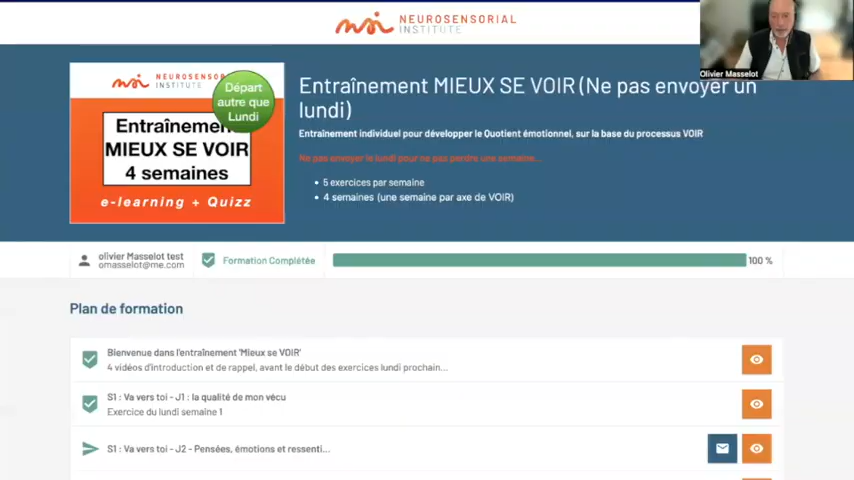 NEUROSENSORIAL
INSTITUTE
Olivier Masselot
NEUROSENSORIAL
INSTITUTE
Départ
autre que
Lundi
Entraînement
MIEUX SE VOIR
4 semaines
e-learning + Quizz
Entraînement MIEUX SE VOIR (Ne pas envoyer un
lundi)
Entraînement individuel pour développer le Quotient émotionnel, sur la base du processus VOIR
Ne pas envoyer le lundi pour ne pas perdre une semaine...
• 5 exercices par semaine
• 4 semaines (une semaine par axe de VOIR)
olivier Masselot test
omasselot@me.com
Formation Complétée
100 %
Plan de formation
Bienvenue dans l'entraînement 'Mieux se VOIR'
4 vidéos d'introduction et de rappel, avant le début des exercices lundi prochain...
S1 : Va vers toi - J1 : la qualité de mon vécu
Exercice du lundi semaine 1
S1 : Va vers toi - J2 - Pensées, émotions et ressenti...